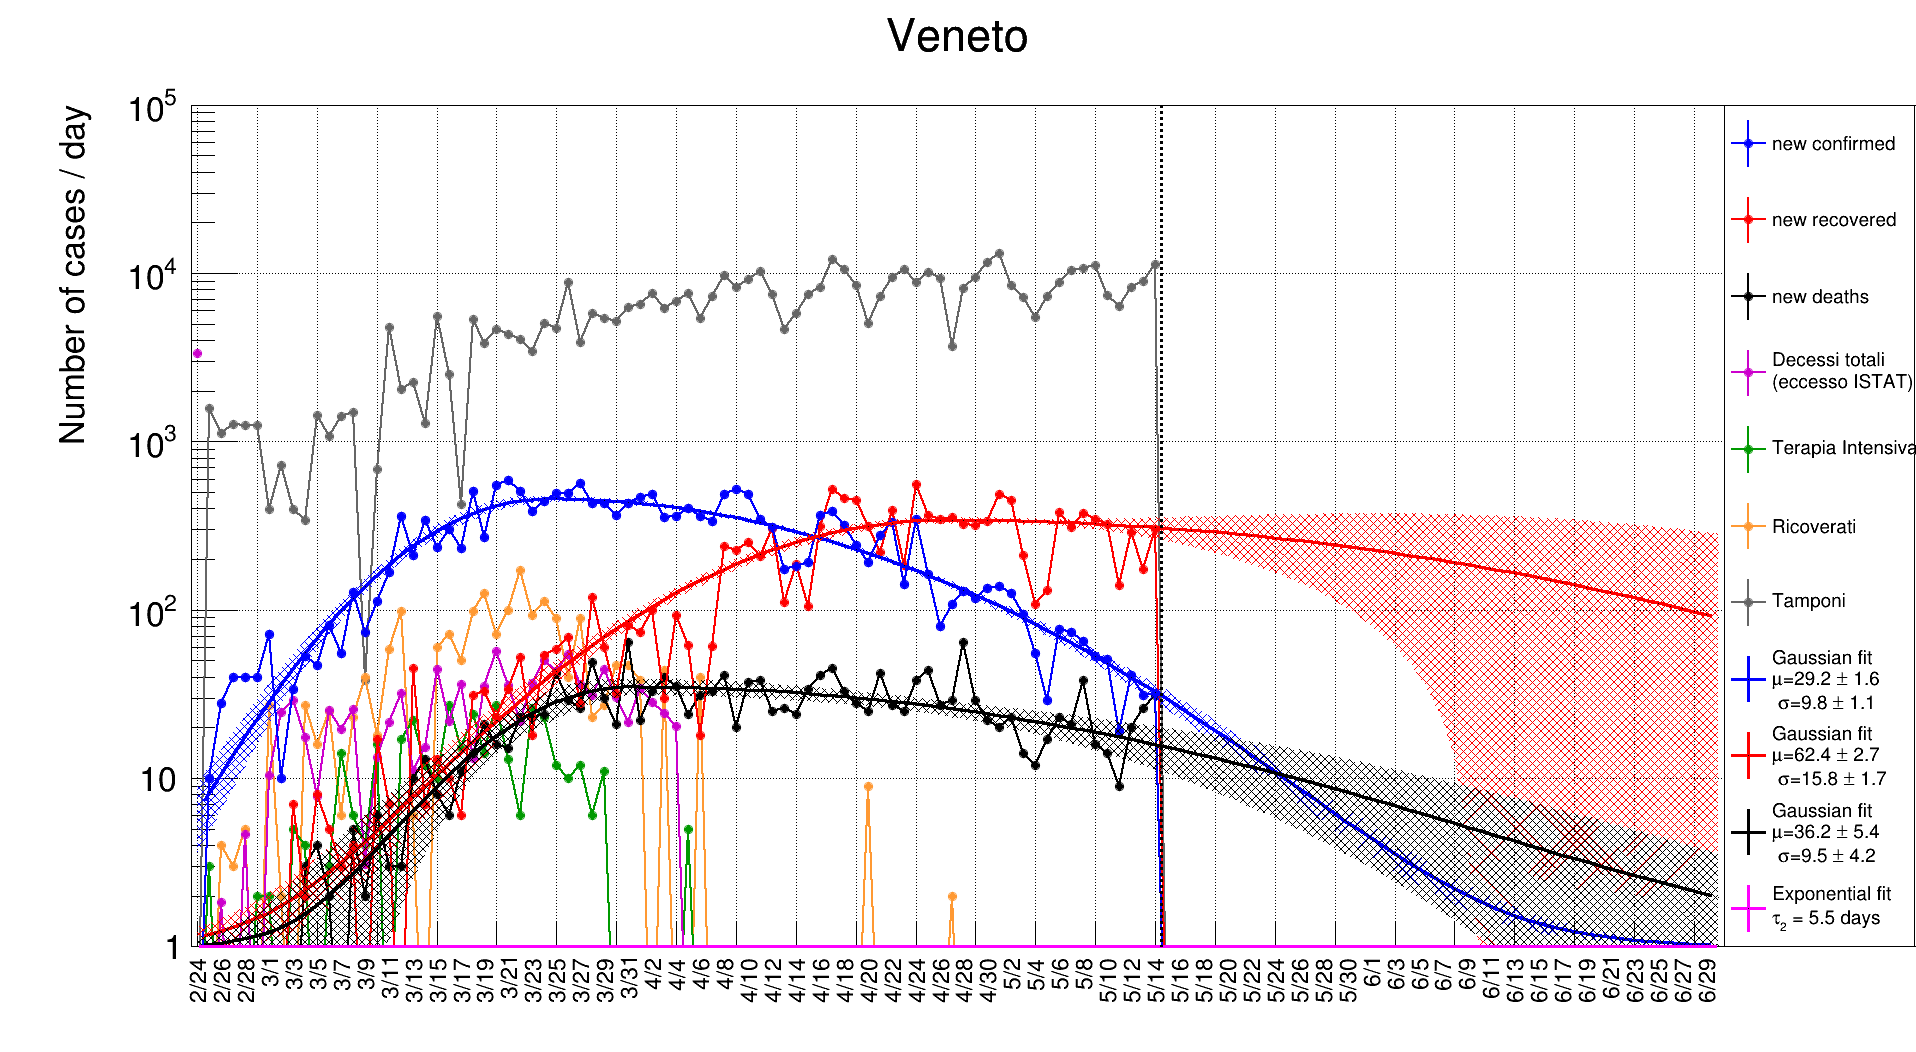 Veneto
Number of cases / day
10^5
10^4
10^3
10^2
10
1
2/24 2/26 2/28 3/1 3/3 3/5 3/7 3/9 3/11 3/13 3/15 3/17 3/19 3/21 3/23 3/25 3/27 3/29 3/31 4/2 4/4 4/6 4/8 4/10 4/12 4/14 4/16 4/18 4/20 4/22 4/24 4/26 4/28 4/30 5/2 5/4 5/6 5/8 5/10 5/12 5/14 5/16 5/18 5/20 5/22 5/24 5/26 5/28 5/30 6/1 6/3 6/5 6/7 6/9 6/11 6/13 6/15 6/17 6/19 6/21 6/23 6/25 6/27 6/29
new confirmed
new recovered
new deaths
Decessi totali
(eccesso ISTAT)
Terapia Intensiva
Ricoverati
Tamponi
Gaussian fit
μ=29.2 ± 1.6
σ=9.8 ± 1.1
Gaussian fit
μ=62.4 ± 2.7
σ=15.8 ± 1.7
Gaussian fit
μ=36.2 ± 5.4
σ=9.5 ± 4.2
Exponential fit
τ₂ = 5.5 days